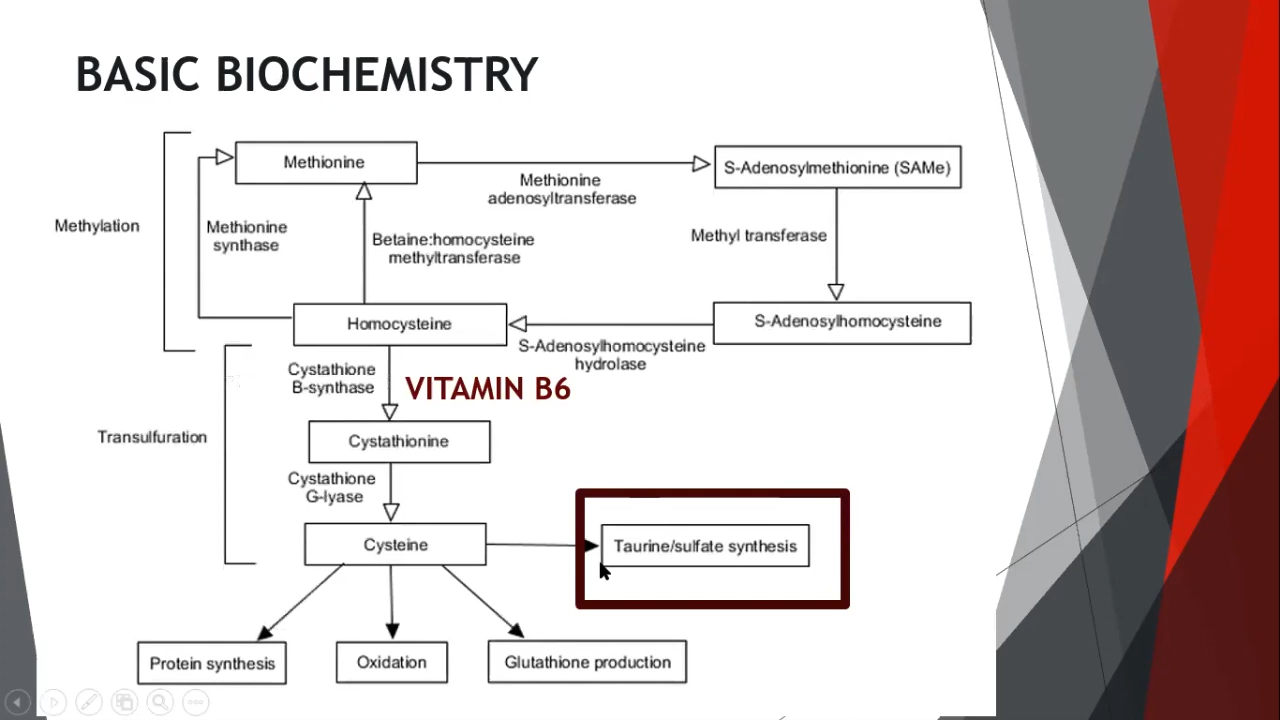 BASIC BIOCHEMISTRY
Methionine
S-Adenosylmethionine (SAMe)
Methionine
adenosyltransferase
Methylation
Methionine
synthase
Betaine:homocysteine
methyltransferase
Methyl transferase
Homocysteine
S-Adenosylhomocysteine
S-Adenosylhomocysteine
hydrolase
Cystathione
B-synthase
VITAMIN B6
Transulfuration
Cystathionine
Cystathione
G-lyase
Cysteine
Taurine/sulfate synthesis
Protein synthesis
Oxidation
Glutathione production